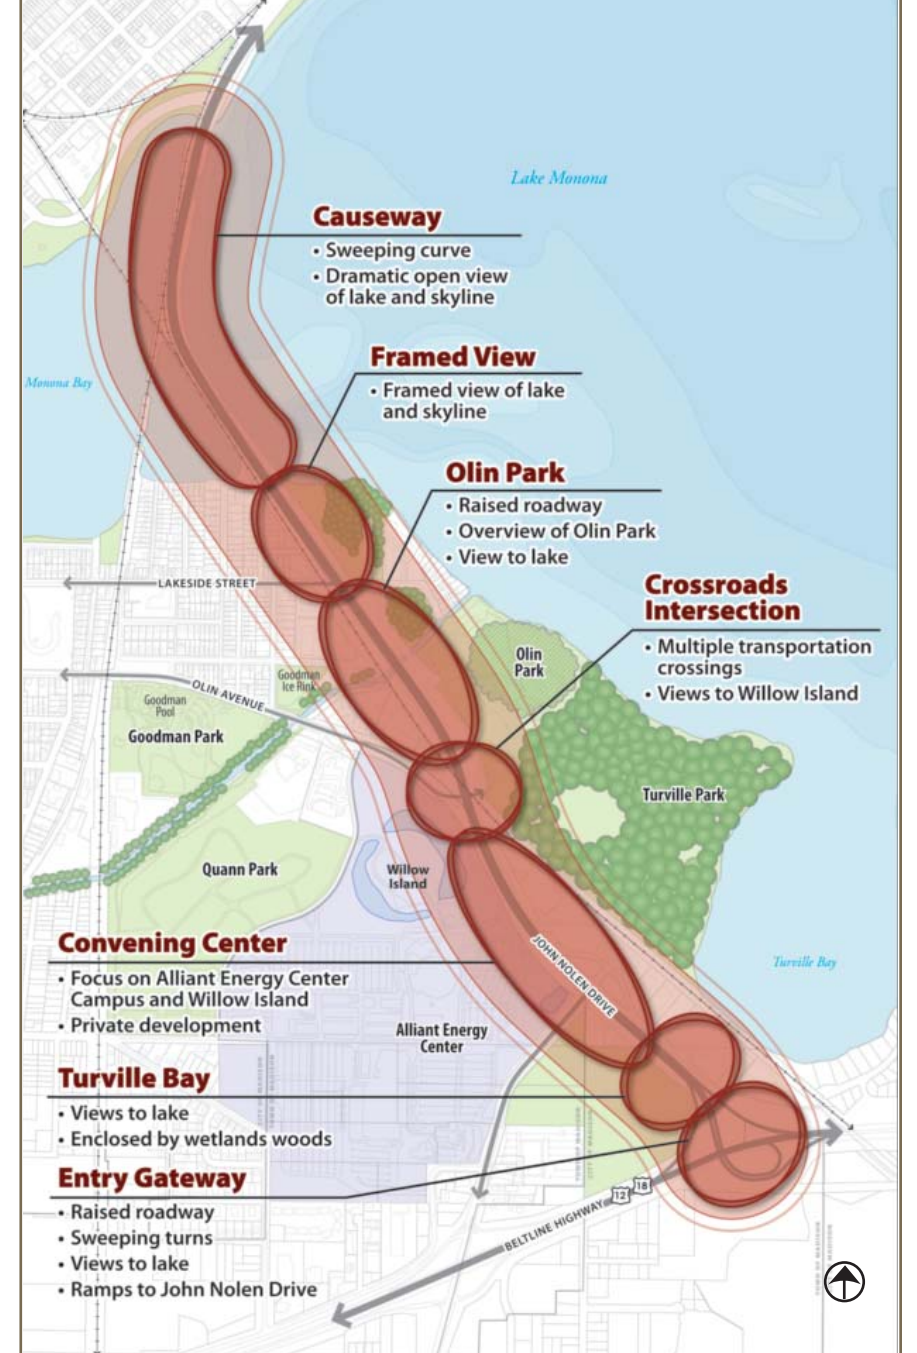 Lake Monona
Causeway
• Sweeping curve
• Dramatic open view
of lake and skyline
Monona Bay
Framed View
• Framed view of lake
and skyline
Olin Park
• Raised roadway
• Overview of Olin Park
• View to lake
LAKESIDE STREET
Crossroads
Intersection
• Multiple transportation
crossings
• Views to Willow Island
Olin
Park
Goodman
Ice Rink
OLIN AVENUE
Goodman
Pool
Goodman Park
Turville Park
Quann Park
Willow
Island
Convening Center
• Focus on Alliant Energy Center
Campus and Willow Island
• Private development
JOHN NOLEN DRIVE
Turville Bay
Alliant Energy
Center
Turville Bay
• Views to lake
• Enclosed by wetlands woods
Entry Gateway
• Raised roadway
• Sweeping turns
• Views to lake
• Ramps to John Nolen Drive
BELTLINE HIGHWAY
12
18